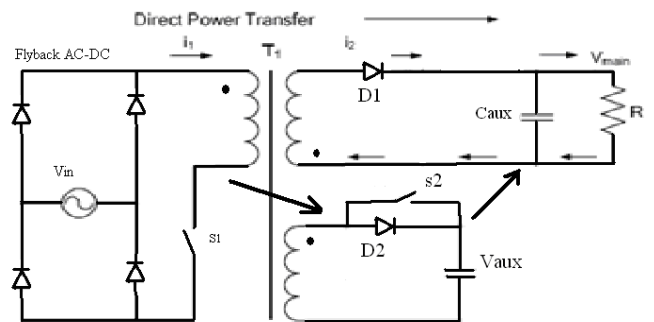 Direct Power Transfer
Flyback AC-DC
i1
T1
i2
Vmain
D1
Caux
R
Vin
S1
s2
D2
Vaux